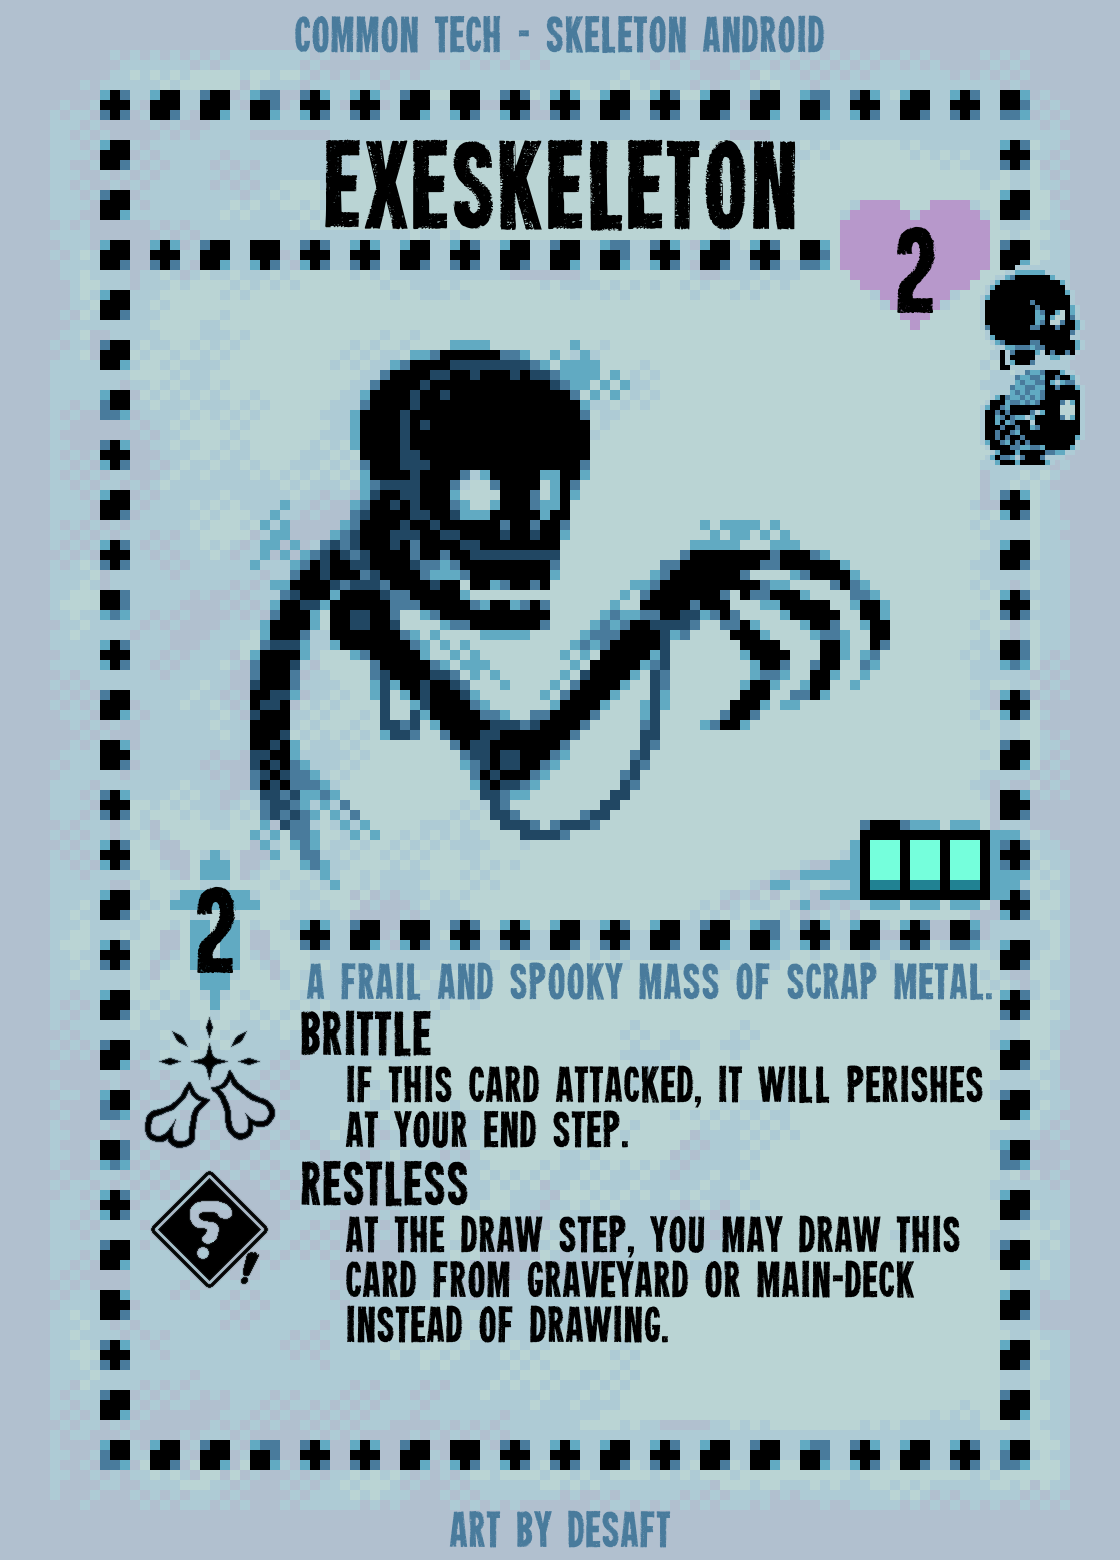 COMMON TECH - SKELETON ANDROID
EXESKELETON
2
2
A FRAIL AND SPOOKY MASS OF SCRAP METAL.
BRITTLE
IF THIS CARD ATTACKED, IT WILL PERISHES
AT YOUR END STEP.
RESTLESS
?!
AT THE DRAW STEP, YOU MAY DRAW THIS
CARD FROM GRAVEYARD OR MAIN-DECK
INSTEAD OF DRAWING.
ART BY DESAFT